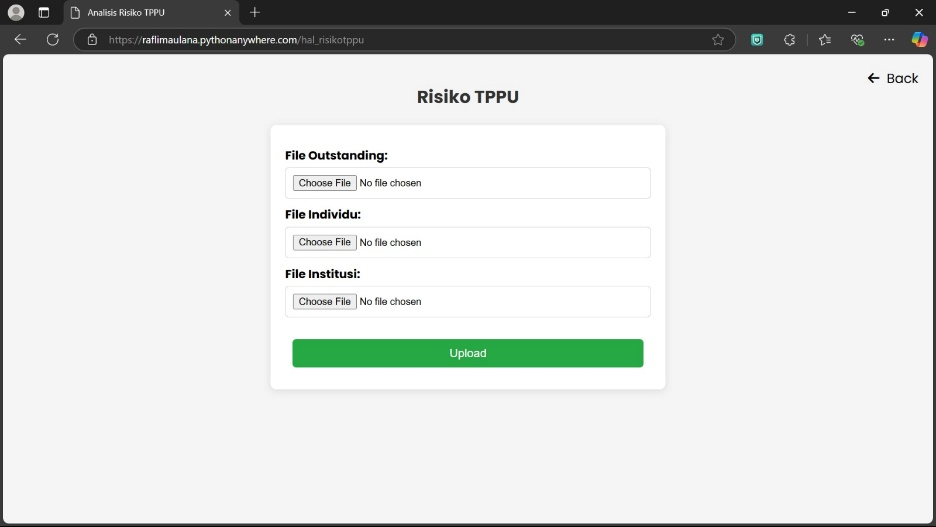 Analisis Risiko TPPU
https://raflimaulana.pythonanywhere.com/hal_risikotppu
Back
Risiko TPPU
File Outstanding:
Choose File No file chosen
File Individu:
Choose File No file chosen
File Institusi:
Choose File No file chosen
Upload